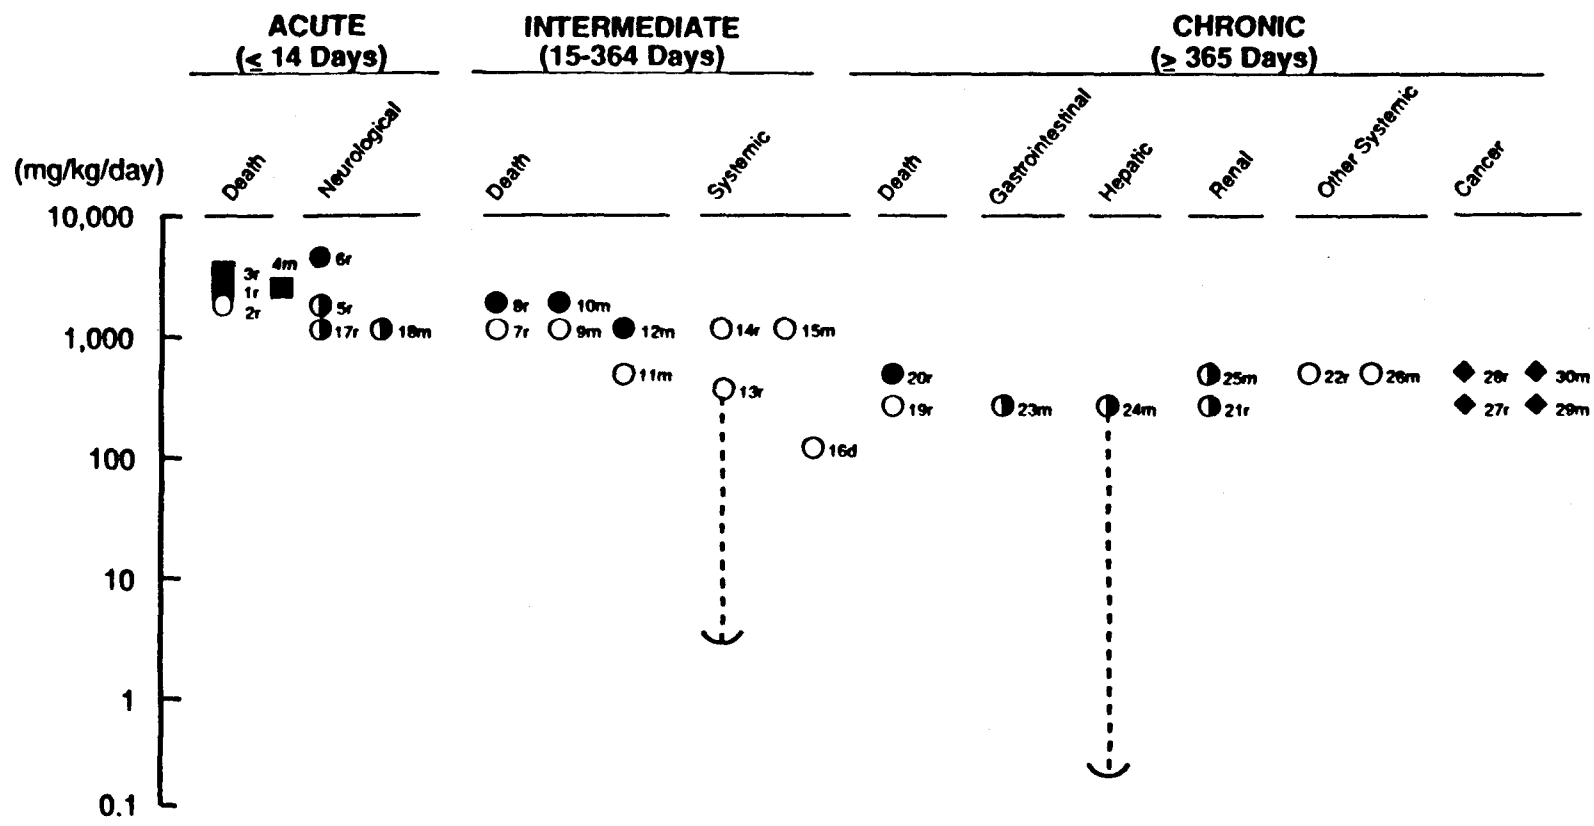 ACUTE
(≤ 14 Days)
INTERMEDIATE
(15-364 Days)
CHRONIC
(≥ 365 Days)
(mg/kg/day)
Death
Neurological
Death
Systemic
Death
Gastrointestinal
Hepatic
Renal
Other Systemic
Cancer
10,000
3r
4m
6r
1r
2r
5r
8r
10m
1,000
17r
18m
7r
9m
12m
14r
15m
11m
20r
25m
22r
26m
28r
30m
13r
19r
23m
24m
21r
27r
29m
100
16d
10
1
0.1